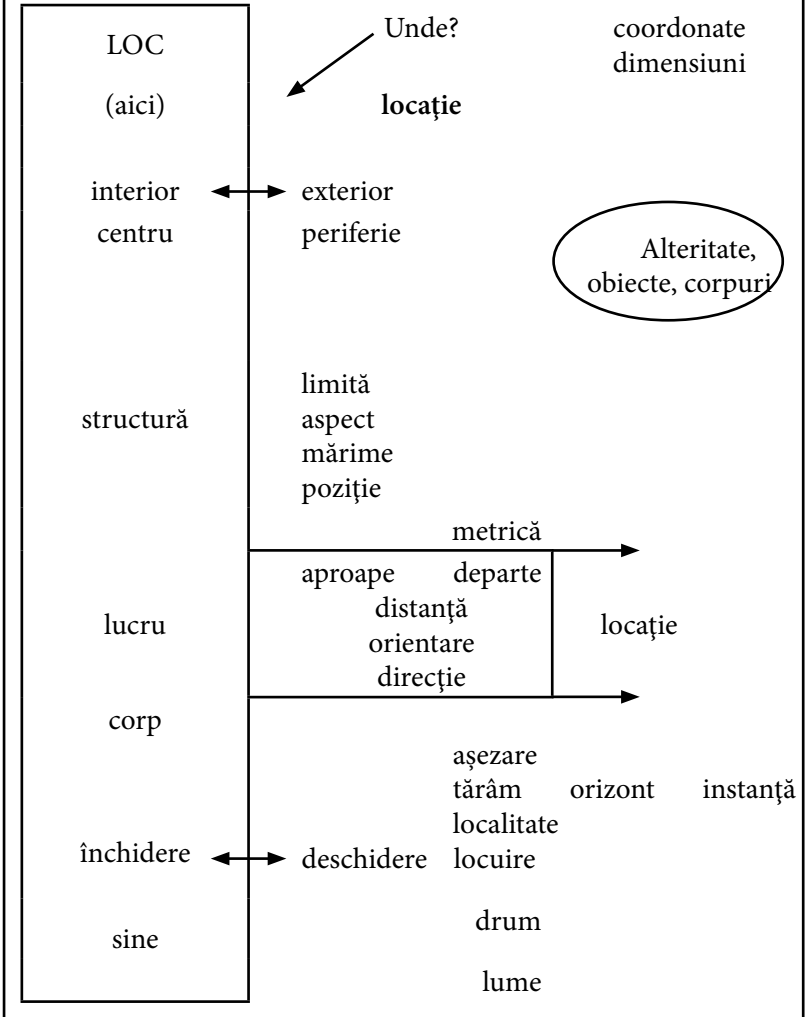 LOC
Unde?
coordonate
dimensiuni
(aici)
locaţie
interior
exterior
centru
periferie
Alteritate,
obiecte, corpuri
limită
structură
aspect
mărime
poziţie
metrică
aproape departe
distanţă
lucru
locaţie
orientare
direcţie
corp
așezare
tărâm orizont instanţă
localitate
închidere
deschidere locuire
drum
sine
lume